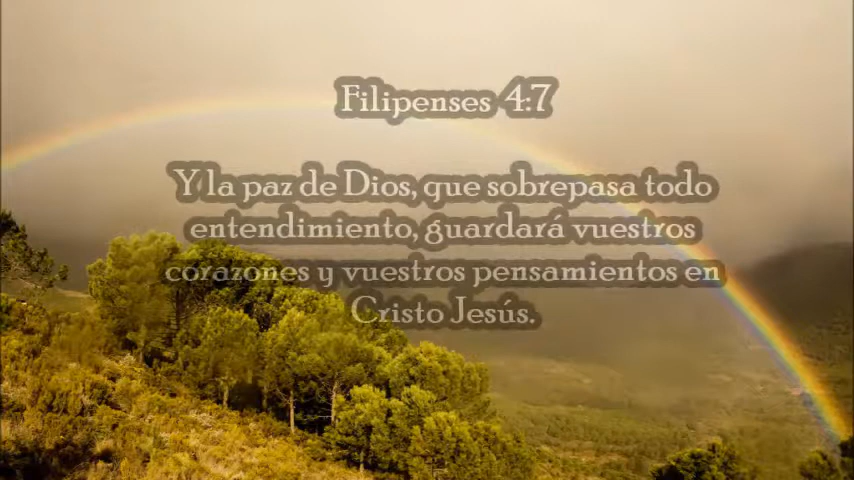 Filipenses 4:7
Y la paz de Dios, que sobrepasa todo
entendimiento, guardará vuestros
corazones y vuestros pensamientos en
Cristo Jesús.